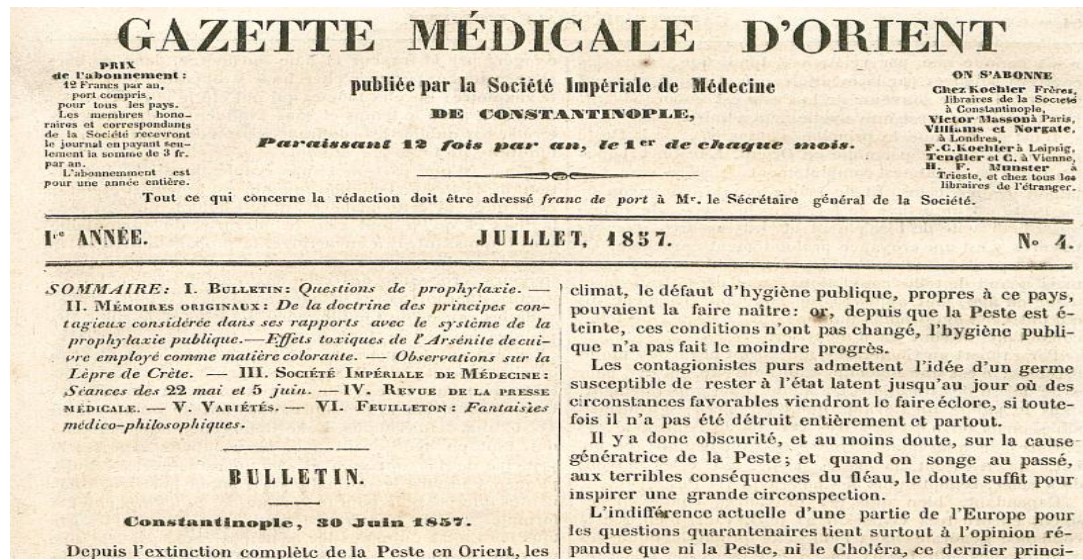 GAZETTE MÉDICALE D'ORIENT
PRIX
de l'abonnement:
12 Francs par an,
port compris,
pour tous les pays.
Les membres hono-
raires et correspondants
de la Société recevront
le journal en payant seu-
lement la somme de 3 fr.
par an.
L'abonnemment est
pour une année entière.
publiée par la Société Impériale de Médecine
DE CONSTANTINOPLE,
Paraissant 12 fois par an, le 1er de chaque mois.
ON S'ABONNE
Chez Koehler Frères,
libraires de la Société
à Constantinople,
Victor Masson à Paris,
Villiams et Norgate,
à Londres,
F. C. Koehler à Leipsig,
Tendler et C. à Vienne,
H. F. Munster à
Trieste, et chez tous les
libraires de l'étranger.
Tout ce qui concerne la rédaction doit être adressé franc de port à Mr. le Sécrétaire général de la Société.
Ire ANNÉE.
JUILLET, 1857.
No 4.
SOMMAIRE: I. BULLETIN: Questions de prophylaxie. —
II. MÉMOIRES ORIGINAUX: De la doctrine des principes con-
tagieux considérée dans ses rapports avec le système de la
prophylaxie publique.—Effets toxiques de l'Arsénite de cui-
vre employé comme matière colorante. — Observations sur la
Lèpre de Crète. — III. SOCIÉTÉ IMPÉRIALE DE MÉDECINE:
Séances des 22 mai et 5 juin. — IV. REVUE DE LA PRESSE
MÉDICALE. — V. VARIÉTÉS. — VI. FEUILLETON: Fantaisies
médico-philosophiques.
BULLETIN.
Constantinople, 30 Juin 1857.
Depuis l'extinction complète de la Peste en Orient, les
climat, le défaut d'hygiène publique, propres à ce pays,
pouvaient la faire naître: or, depuis que la Peste est é-
teinte, ces conditions n'ont pas changé, l'hygiène publi-
que n'a pas fait le moindre progrès.
Les contagionistes purs admettent l'idée d'un germe
susceptible de rester à l'état latent jusqu'au jour où des
circonstances favorables viendront le faire éclore, si toute-
fois il n'a pas été détruit entièrement et partout.
Il y a donc obscurité, et au moins doute, sur la cause
génératrice de la Peste; et quand on songe au passé,
aux terribles conséquences du fléau, le doute suffit pour
inspirer une grande circonspection.
L'indifférence actuelle d'une partie de l'Europe pour
les questions quarantenaires tient surtout à l'opinion ré-
pandue que ni la Peste, ni le Choléra, ce dernier princi-